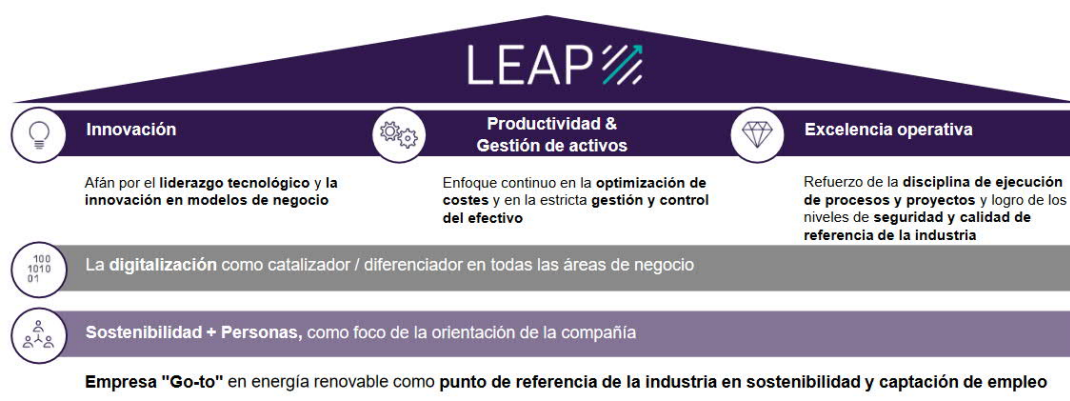 LEAP
Innovación
Productividad &
Gestión de activos
Excelencia operativa
Afán por el liderazgo tecnológico y la
innovación en modelos de negocio
Enfoque continuo en la optimización de
costes y en la estricta gestión y control
del efectivo
Refuerzo de la disciplina de ejecución
de procesos y proyectos y logro de los
niveles de seguridad y calidad de
referencia de la industria
100
1010
01
La digitalización como catalizador / diferenciador en todas las áreas de negocio
Sostenibilidad + Personas, como foco de la orientación de la compañía
Empresa "Go-to" en energía renovable como punto de referencia de la industria en sostenibilidad y captación de empleo